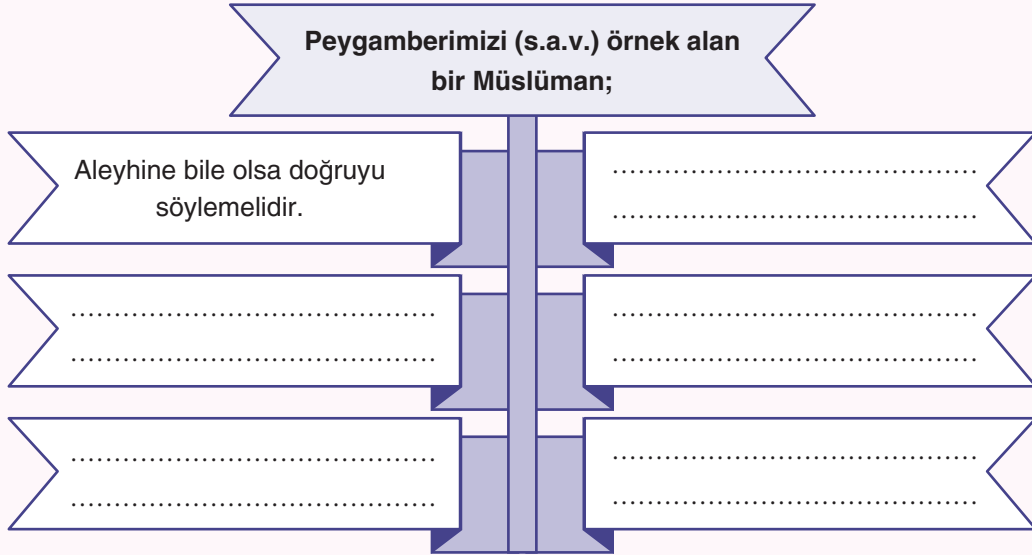 Peygamberimizi (s.a.v.) örnek alan
bir Müslüman;
Aleyhine bile olsa doğruyu
söylemelidir.
............................................
............................................
............................................
............................................
............................................
............................................
............................................
............................................
............................................
............................................